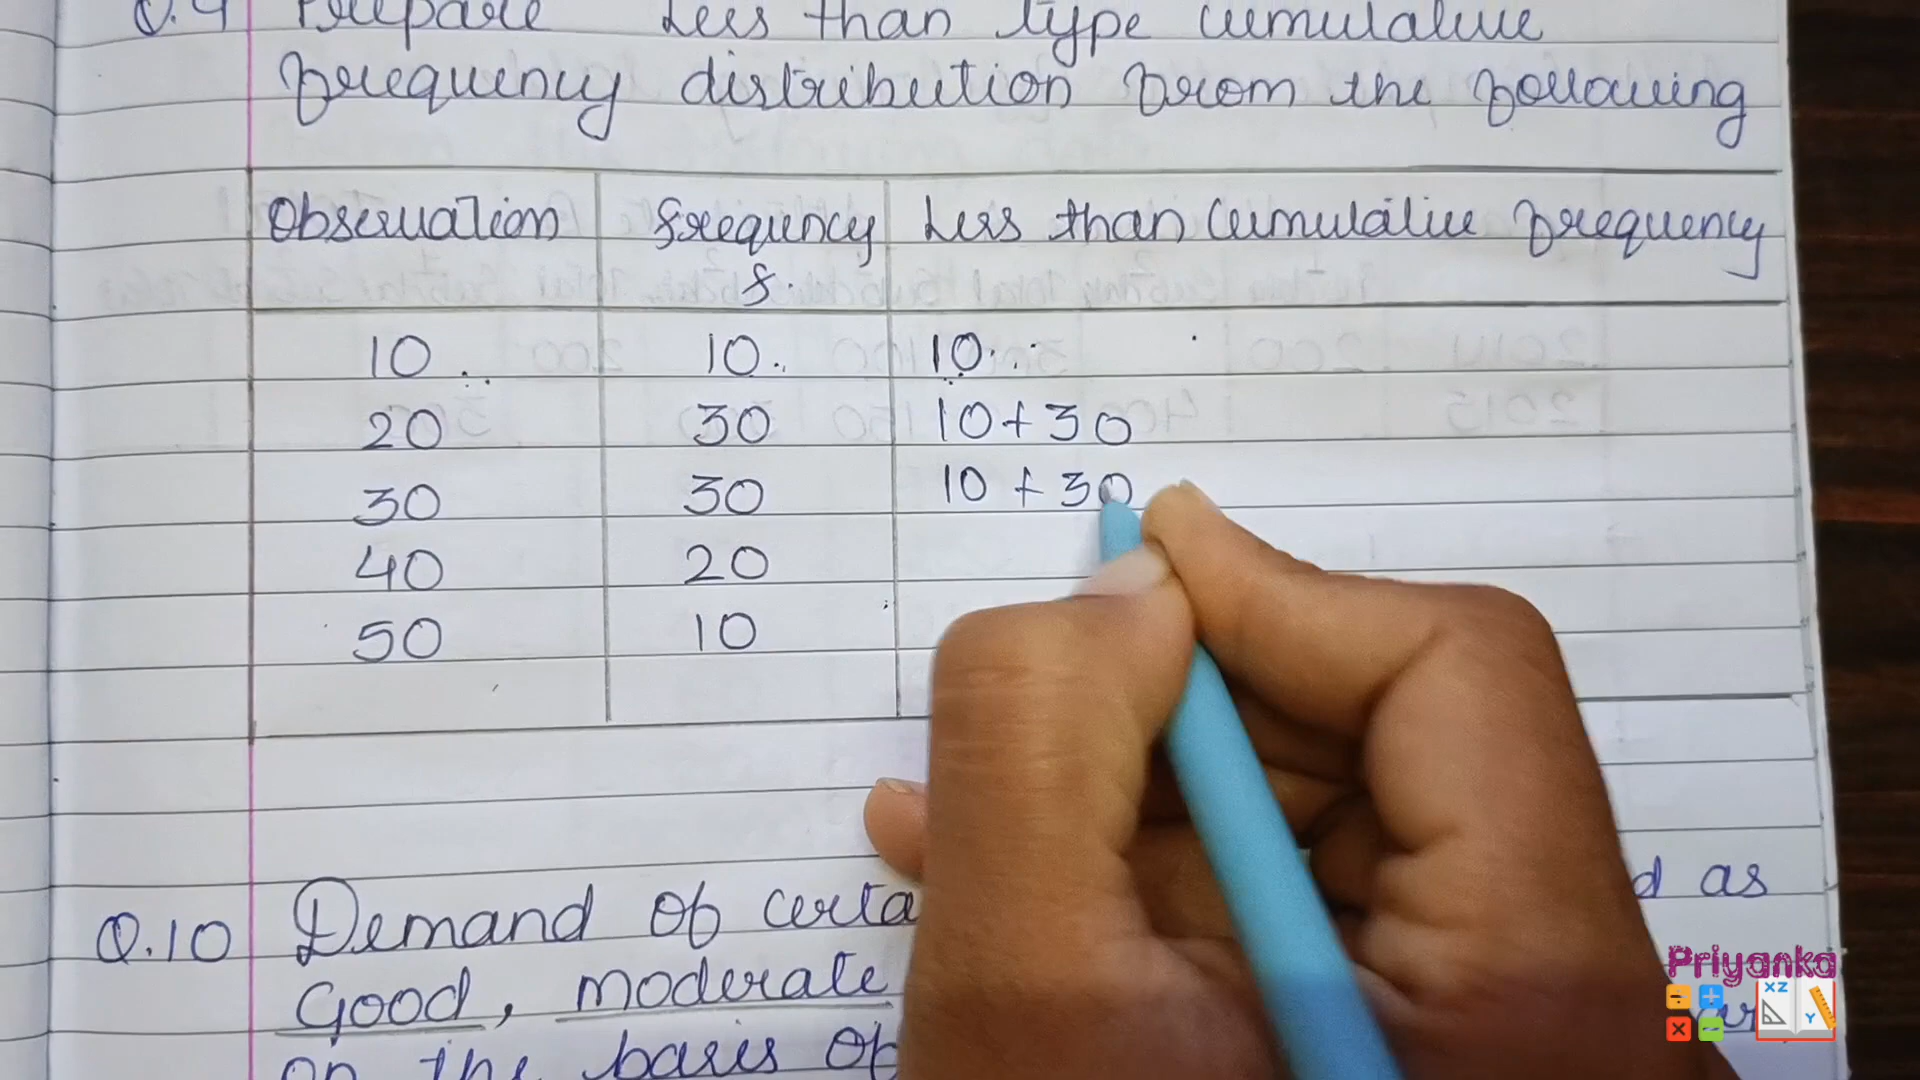 Q.9 Prepare Less than type cumulative
frequency distribution from the following
Observation frequency Less than Cumulative frequency
f.
10 10 10
20 30 10+30
30 30 10 + 30
40 20
50 10
Q.10 Demand of certa d as
Good, moderate
on the basis of
Priyanka
XZ
Y